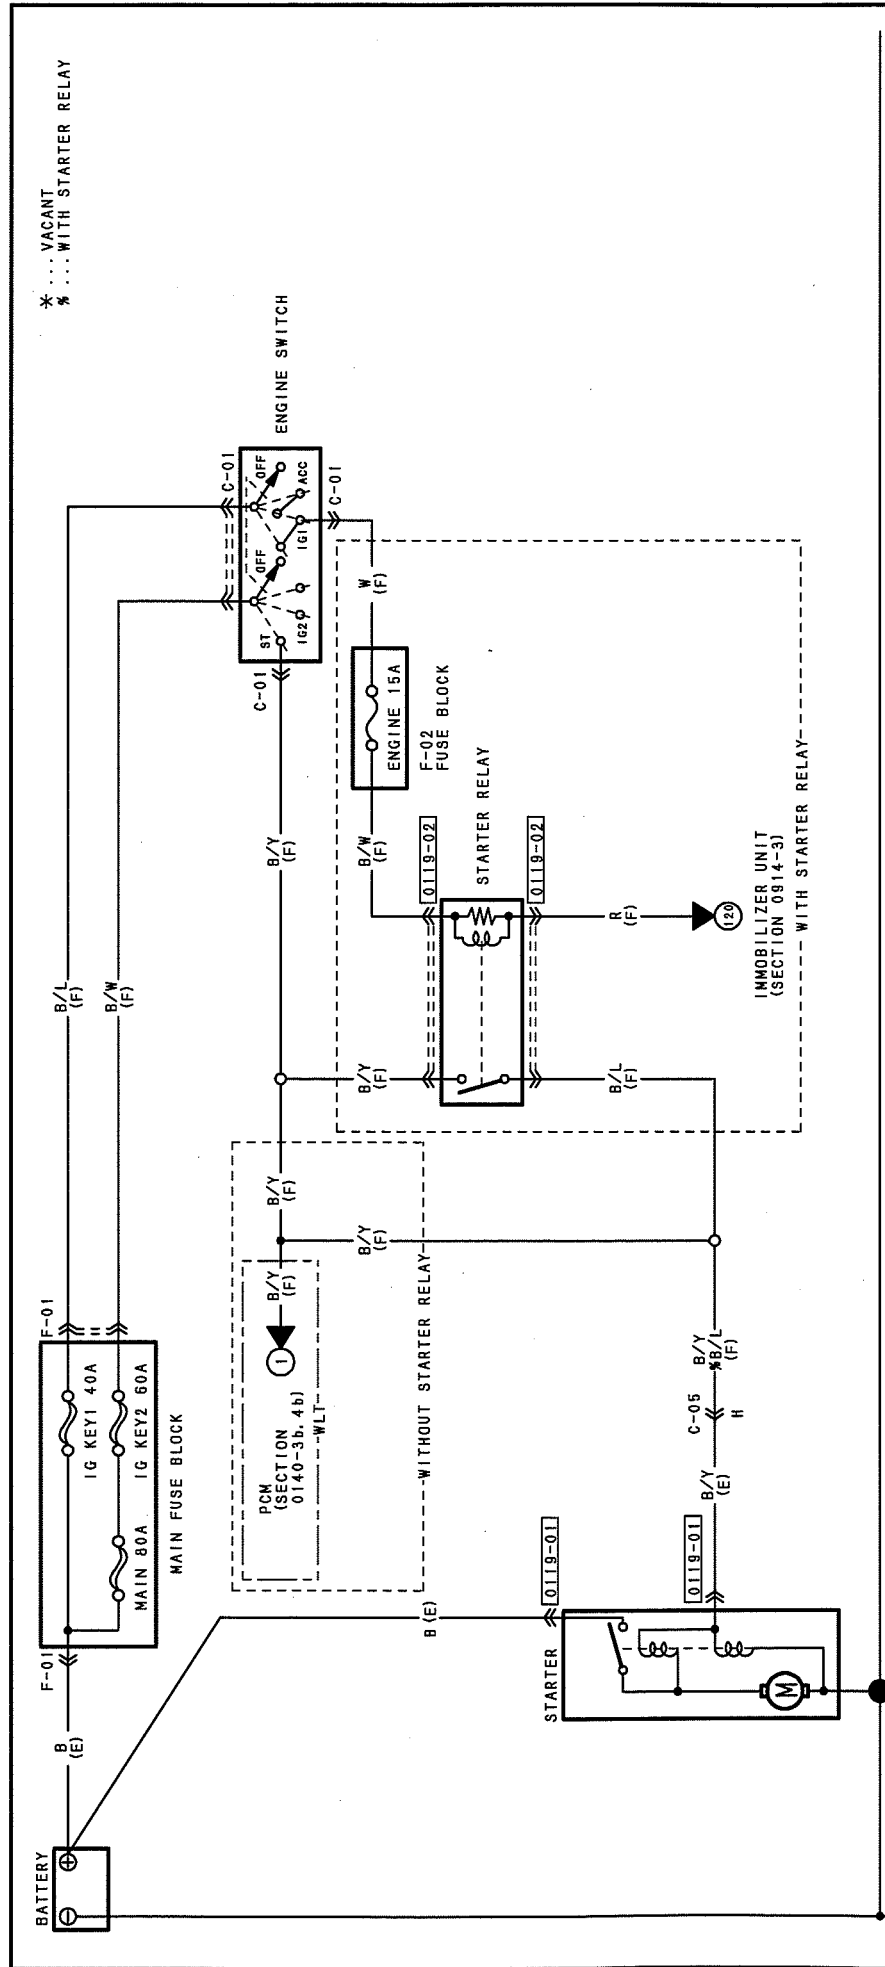 * ... VACANT
% ... WITH STARTER RELAY
BATTERY
B
(E)
F-01
MAIN 80A
IG KEY1 40A
IG KEY2 60A
MAIN FUSE BLOCK
F-01
B/L
(F)
B/W
(F)
C-01
OFF
OFF
ST
ACC
IG1
IG2
ENGINE SWITCH
C-01
C-01
B/Y
(F)
W
(F)
ENGINE 15A
F-02
FUSE BLOCK
B/W
(F)
0119-02
STARTER RELAY
0119-02
R
(F)
120
IMMOBILIZER UNIT
(SECTION 0914-3)
WITH STARTER RELAY
B/Y
(F)
B/L
(F)
B/Y
(F)
B/Y
(F)
B/Y
(F)
1
PCM
(SECTION
0140-3b, 4b)
WLT
WITHOUT STARTER RELAY
B (E)
0119-01
STARTER
M
0119-01
B/Y
(E)
C-05
H
B/Y
%B/L
(F)